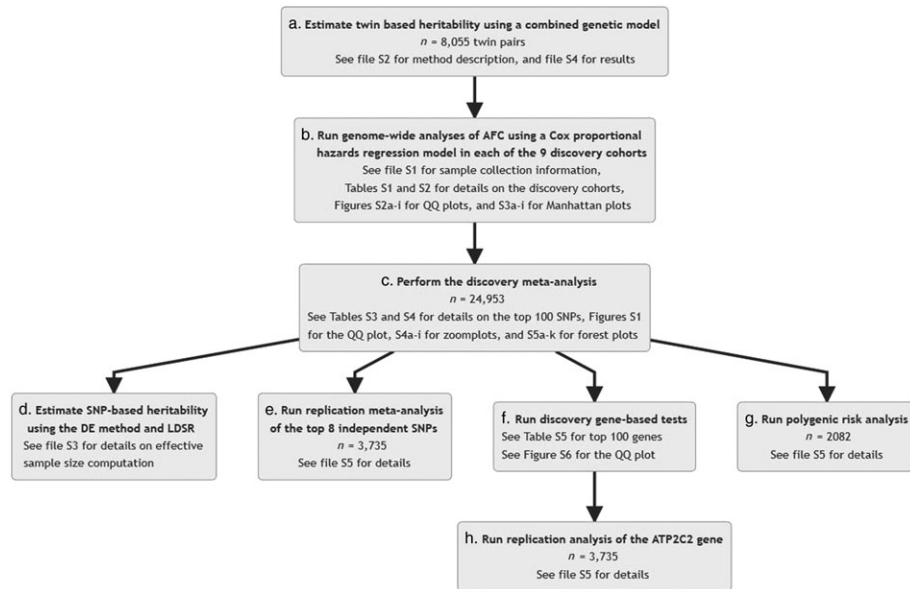 a. Estimate twin based heritability using a combined genetic model
n = 8,055 twin pairs
See file S2 for method description, and file S4 for results
b. Run genome-wide analyses of AFC using a Cox proportional
hazards regression model in each of the 9 discovery cohorts
See file S1 for sample collection information,
Tables S1 and S2 for details on the discovery cohorts,
Figures S2a-i for QQ plots, and S3a-i for Manhattan plots
c. Perform the discovery meta-analysis
n = 24,953
See Tables S3 and S4 for details on the top 100 SNPs, Figures S1
for the QQ plot, S4a-i for zoomplots, and S5a-k for forest plots
d. Estimate SNP-based heritability
using the DE method and LDSR
See file S3 for details on effective
sample size computation
e. Run replication meta-analysis
of the top 8 independent SNPs
n = 3,735
See file S5 for details
f. Run discovery gene-based tests
See Table S5 for top 100 genes
See Figure S6 for the QQ plot
g. Run polygenic risk analysis
n = 2082
See file S5 for details
h. Run replication analysis of the ATP2C2 gene
n = 3,735
See file S5 for details